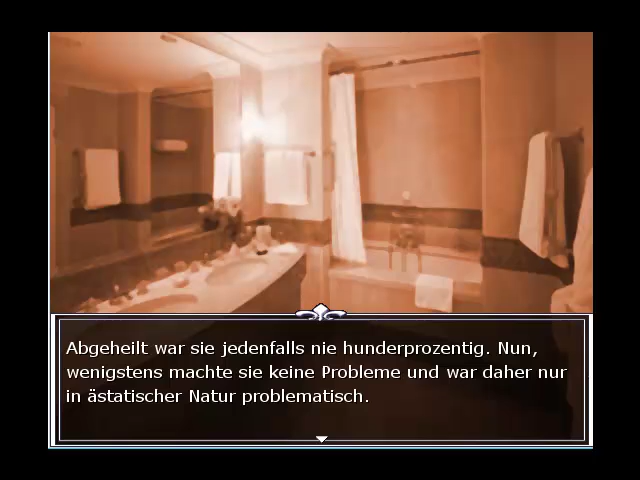 Abgeheilt war sie jedenfalls nie hunderprozentig. Nun,
wenigstens machte sie keine Probleme und war daher nur
in ästatischer Natur problematisch.